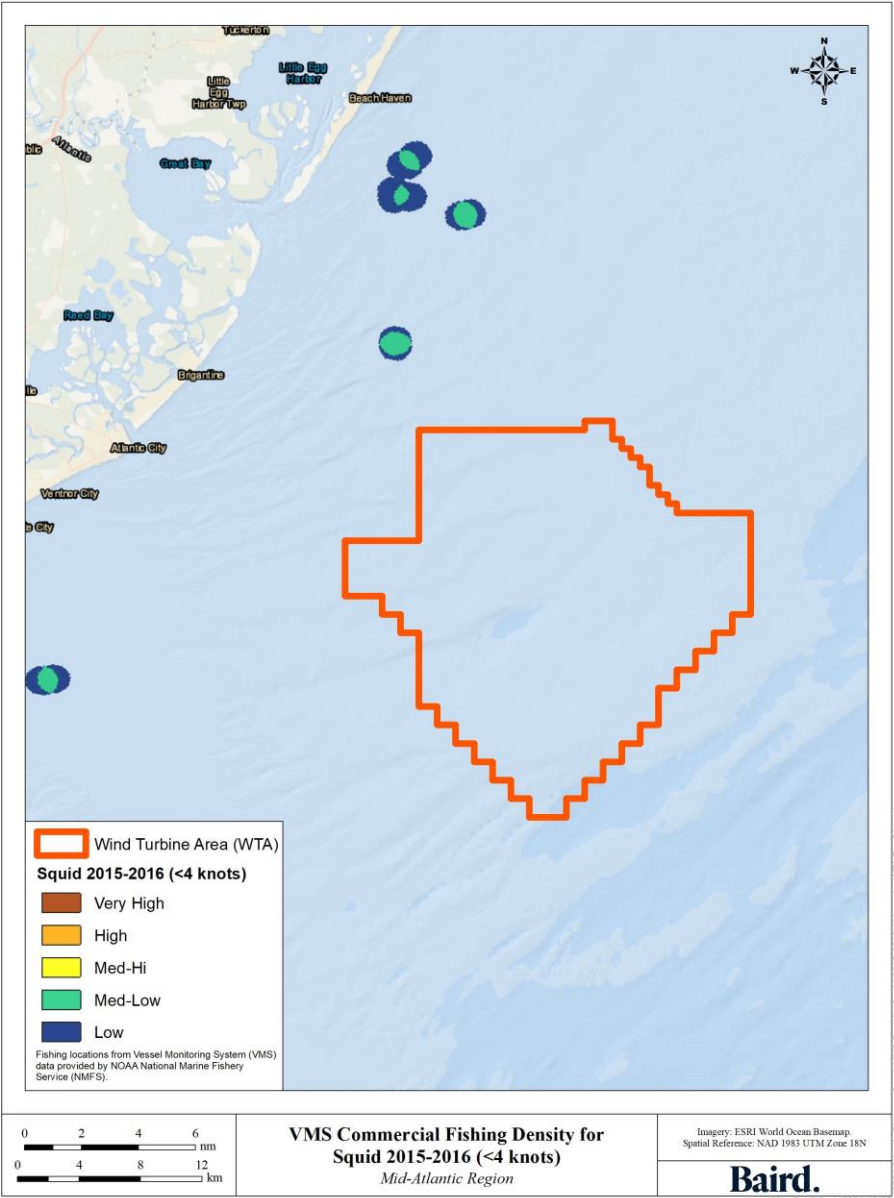 Tuckerton
Little Egg
Harbor
Little
Egg
Harbor Twp
Beach Haven
Atlantic
Great Bay
Reed Bay
Brigantine
Atlantic City
Ventnor City
City
N
W
E
S
Wind Turbine Area (WTA)
Squid 2015-2016 (<4 knots)
Very High
High
Med-Hi
Med-Low
Low
Fishing locations from Vessel Monitoring System (VMS)
data provided by NOAA National Marine Fishery
Service (NMFS).
0 2 4 6
nm
0 4 8 12
km
VMS Commercial Fishing Density for
Squid 2015-2016 (<4 knots)
Mid-Atlantic Region
Imagery: ESRI World Ocean Basemap.
Spatial Reference: NAD 1983 UTM Zone 18N
Baird.